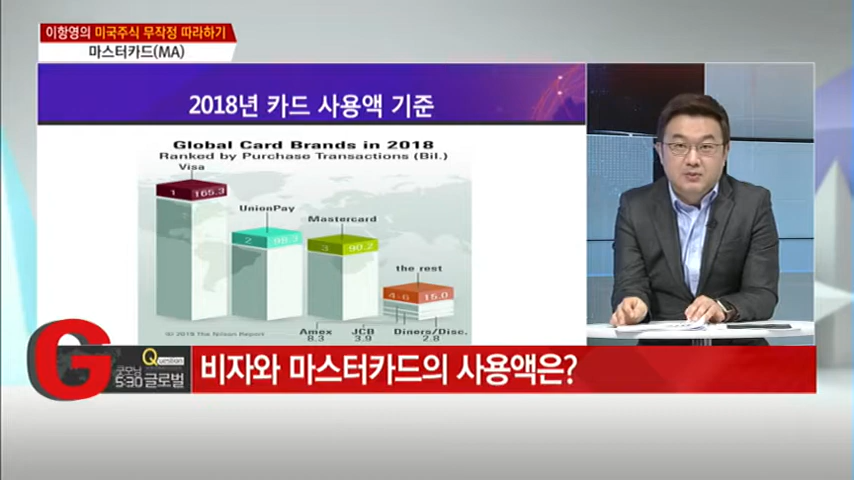 이항영의 미국주식 무작정 따라하기
마스터카드(MA)
2018년 카드 사용액 기준
Global Card Brands in 2018
Ranked by Purchase Transactions (Bil.)
Visa
1 165.3
UnionPay
2 98.3
Mastercard
3 90.2
the rest
4-6 15.0
Amex
8.3
JCB
3.9
Diners/Disc.
2.8
© 2019 The Nilson Report
G
굿모닝
5:30 글로벌
Question
비자와 마스터카드의 사용액은?